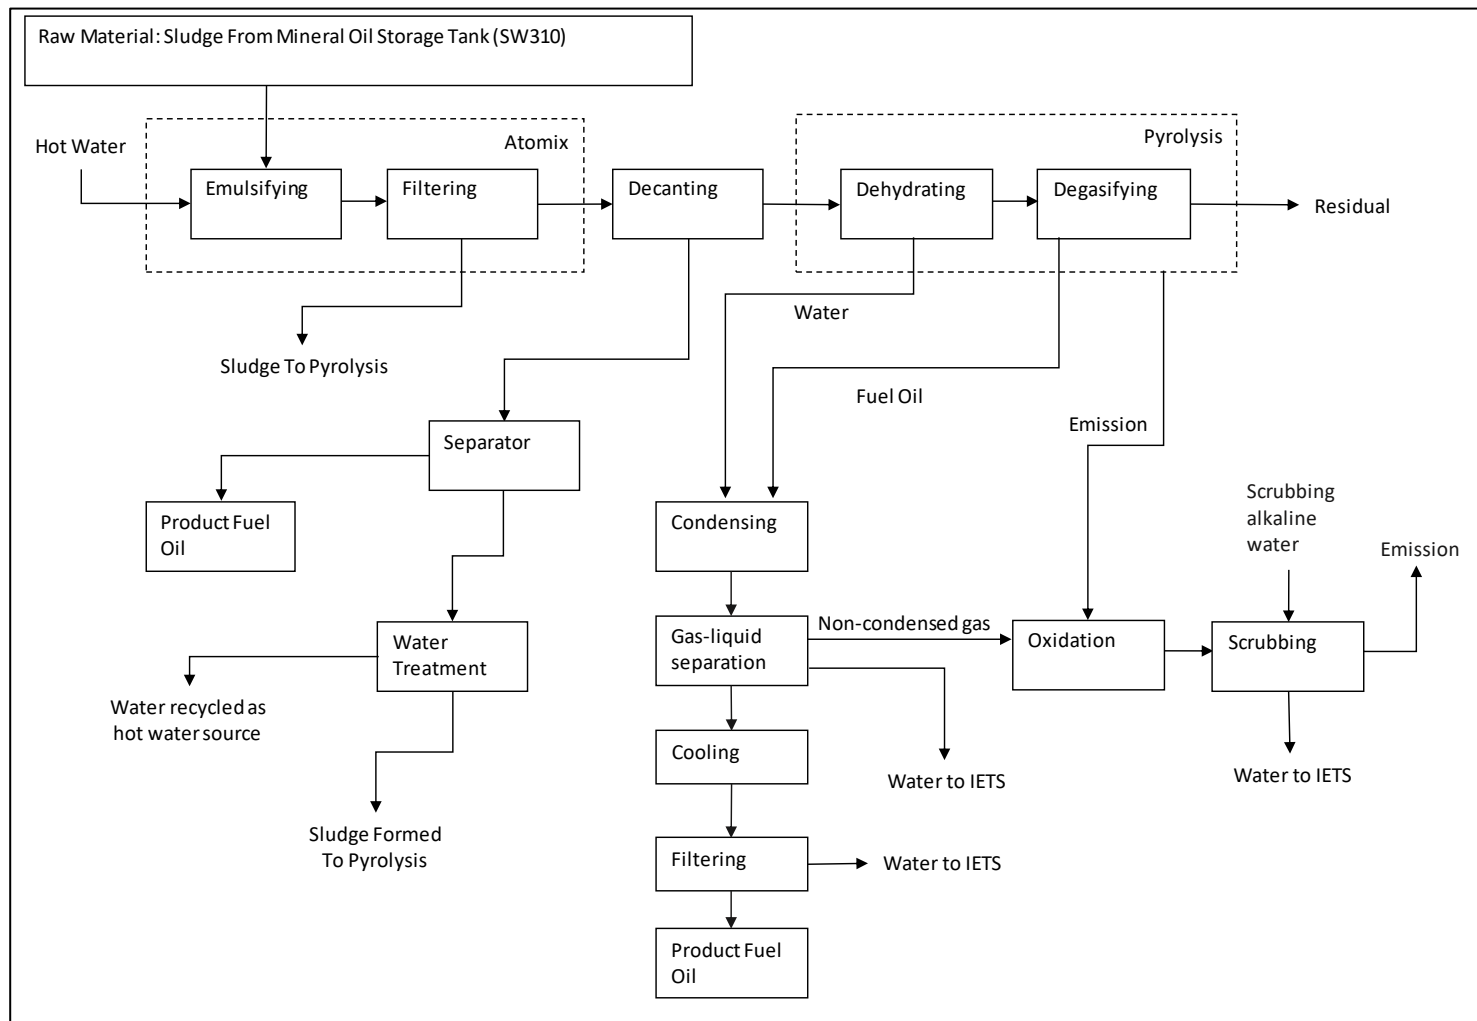 Raw Material: Sludge From Mineral Oil Storage Tank (SW310)
Hot Water
Atomix
Pyrolysis
Emulsifying
Filtering
Decanting
Dehydrating
Degasifying
Residual
Water
Sludge To Pyrolysis
Fuel Oil
Emission
Separator
Product Fuel
Oil
Condensing
Scrubbing
alkaline
water
Emission
Water
Treatment
Gas-liquid
separation
Non-condensed gas
Oxidation
Scrubbing
Water recycled as
hot water source
Cooling
Water to IETS
Water to IETS
Sludge Formed
To Pyrolysis
Filtering
Water to IETS
Product Fuel
Oil